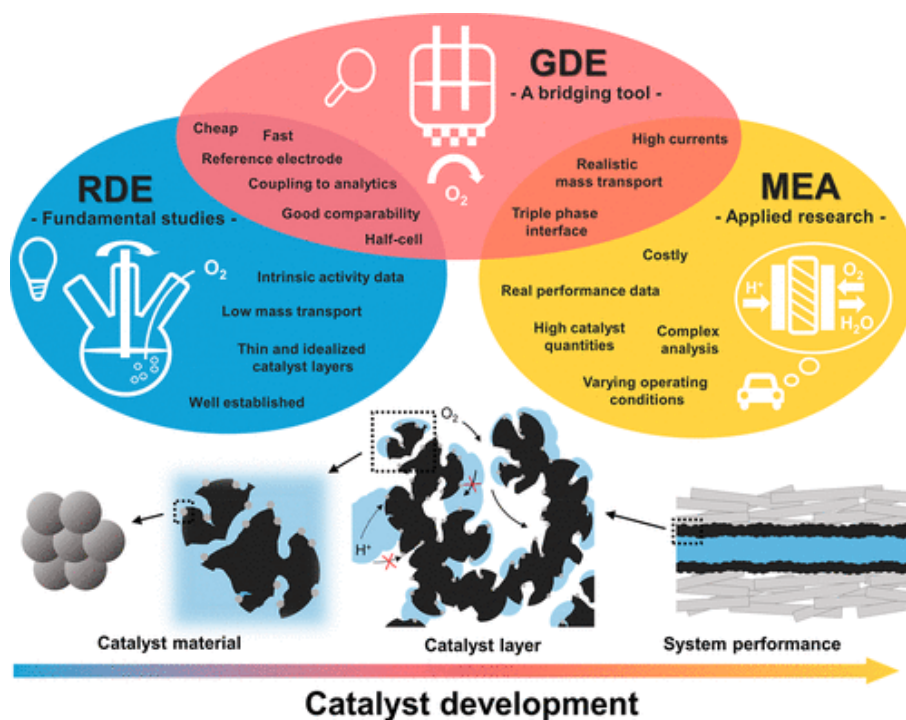 GDE
- A bridging tool -
O₂
Cheap
Fast
Reference electrode
Coupling to analytics
Good comparability
Half-cell
High currents
Realistic
mass transport
Triple phase
interface
RDE
- Fundamental studies -
O₂
Intrinsic activity data
Low mass transport
Thin and idealized
catalyst layers
Well established
MEA
- Applied research -
Costly
Real performance data
High catalyst
quantities
Complex
analysis
Varying operating
conditions
H⁺
O₂
H₂O
O₂
H⁺
Catalyst material
Catalyst layer
System performance
Catalyst development